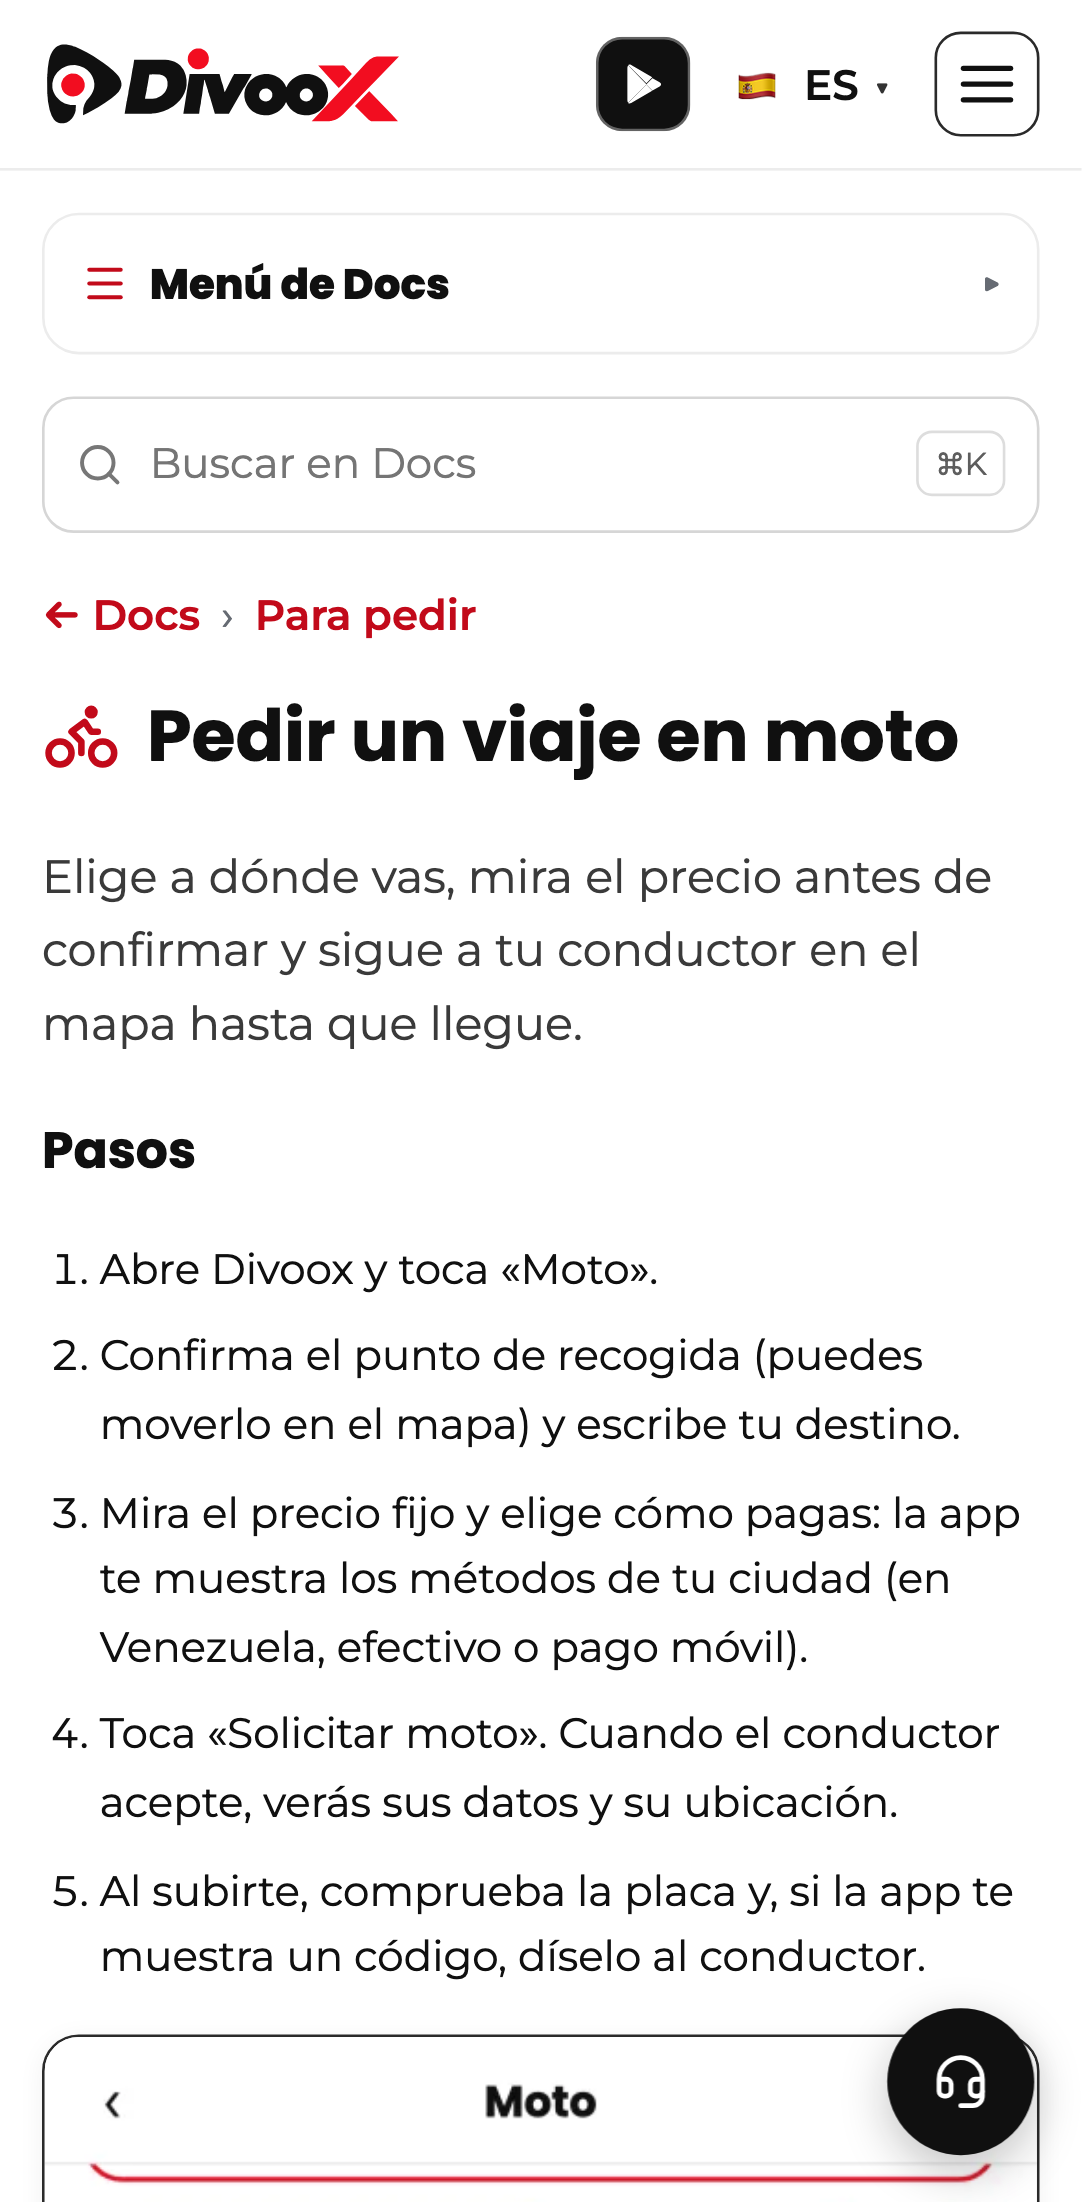 DivooX
ES
Menú de Docs
Buscar en Docs
⌘K
← Docs › Para pedir
Pedir un viaje en moto
Elige a dónde vas, mira el precio antes de
confirmar y sigue a tu conductor en el
mapa hasta que llegue.
Pasos
1. Abre Divoox y toca «Moto».
2. Confirma el punto de recogida (puedes
moverlo en el mapa) y escribe tu destino.
3. Mira el precio fijo y elige cómo pagas: la app
te muestra los métodos de tu ciudad (en
Venezuela, efectivo o pago móvil).
4. Toca «Solicitar moto». Cuando el conductor
acepte, verás sus datos y su ubicación.
5. Al subirte, comprueba la placa y, si la app te
muestra un código, díselo al conductor.
Moto